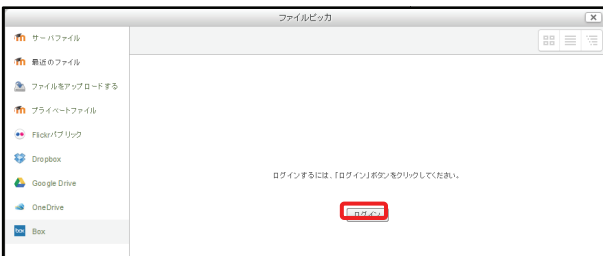 ファイルピッカ
サーバファイル
最近のファイル
ファイルをアップロードする
プライベートファイル
Flickrパブリック
Dropbox
Google Drive
OneDrive
box Box
ログインするには、「ログイン」ボタンをクリックしてください。
ログイン